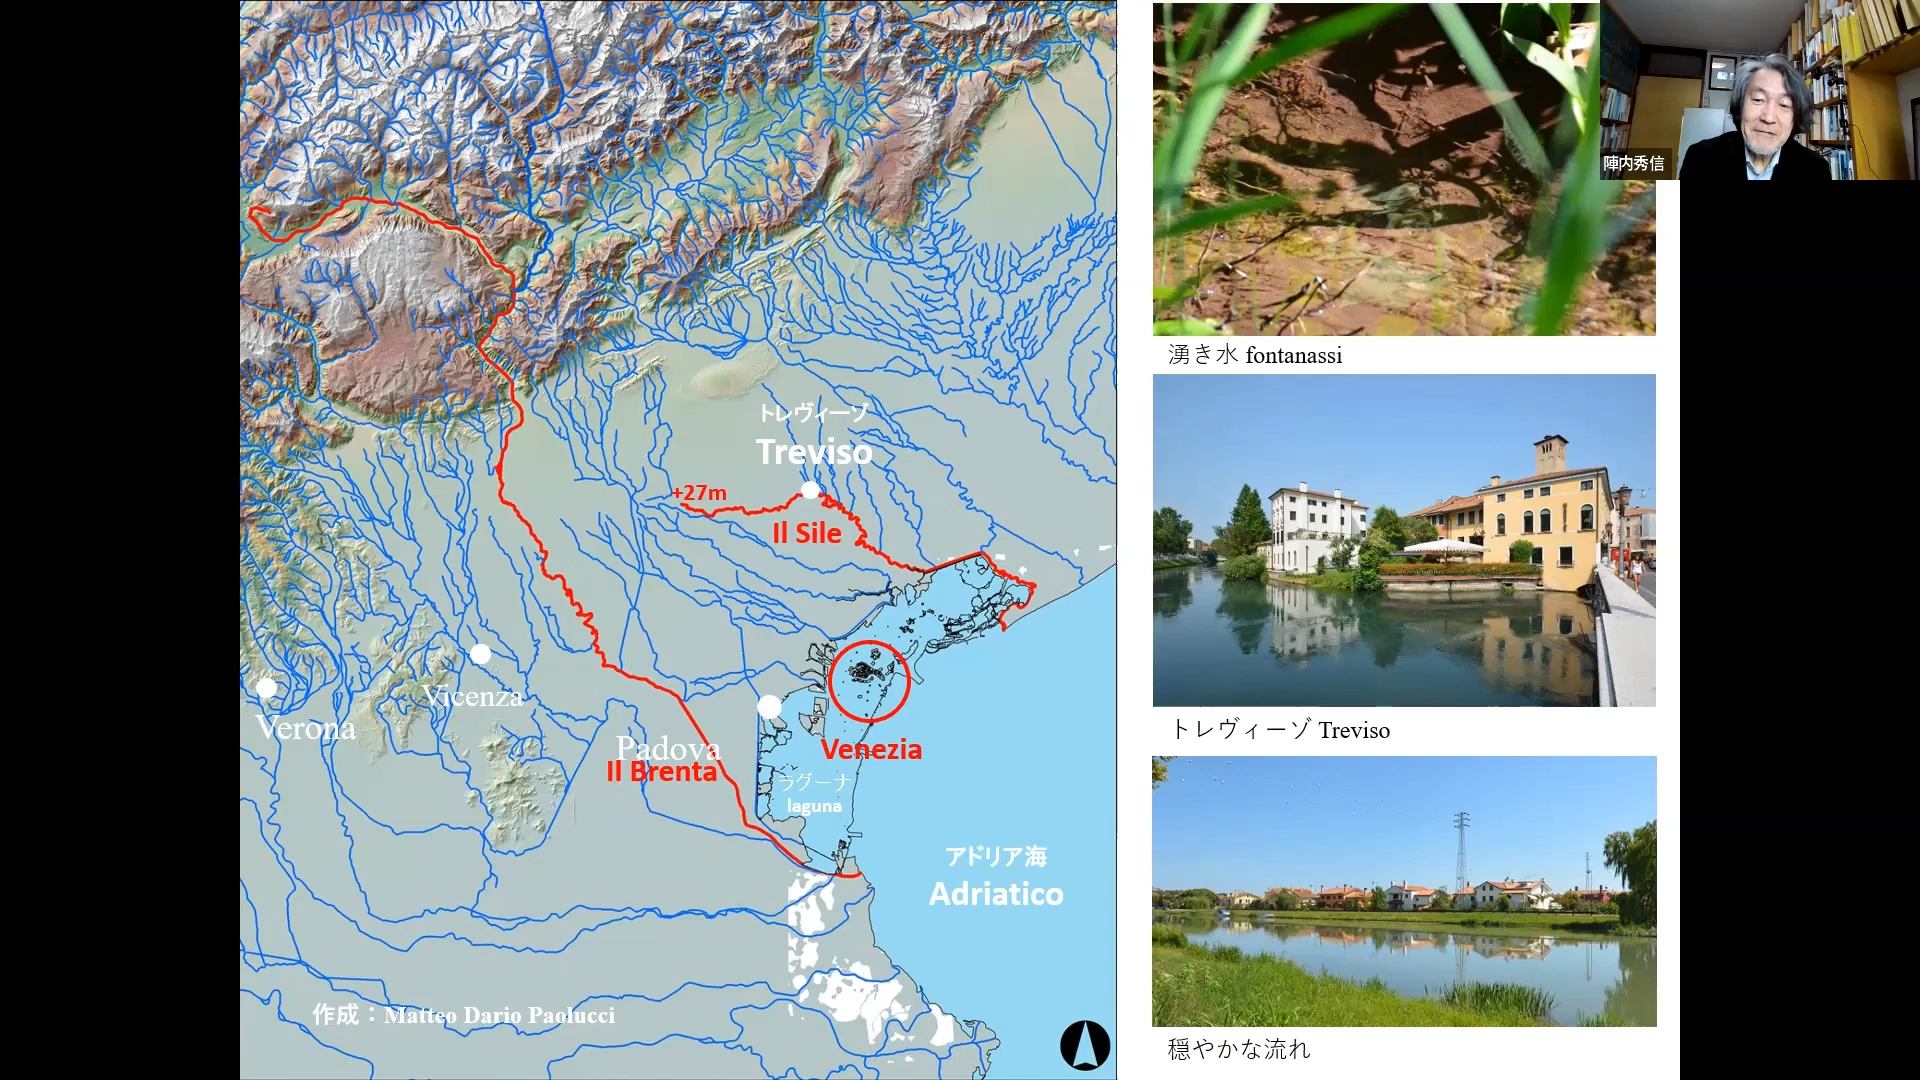 トレヴィーゾ
Treviso
+27m
Il Sile
Vicenza
Verona
Padova
Il Brenta
Venezia
ラグーナ
laguna
アドリア海
Adriatico
作成：Matteo Dario Paolucci
湧き水 fontanassi
トレヴィーゾ Treviso
穏やかな流れ
陣内秀信